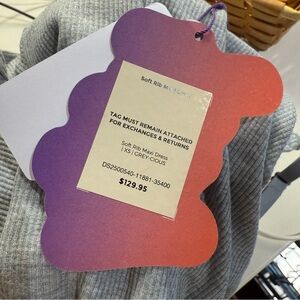 Soft Rib
TAG MUST REMAIN ATTACHED
FOR EXCHANGES & RETURNS
Soft Rib Maxi Dress
| XS | GREY-CIOUS
DS2500540-11881-35400
$129.95